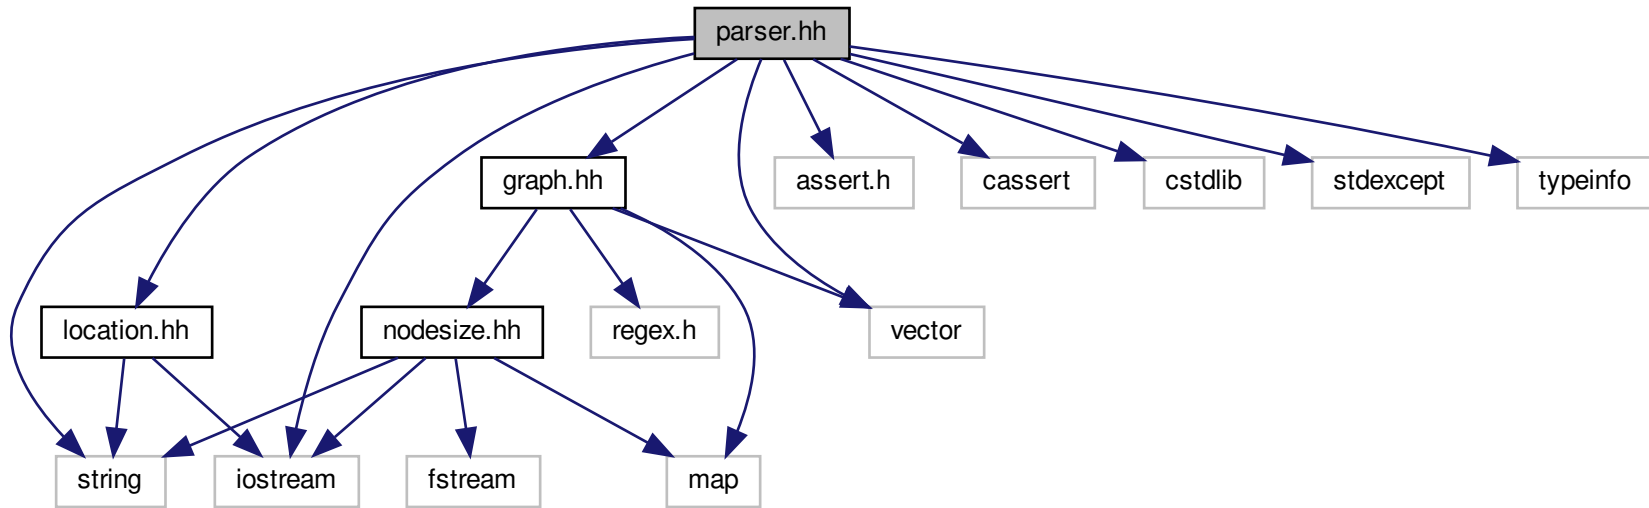 parser.hh
graph.hh
assert.h
cassert
cstdlib
stdexcept
typeinfo
location.hh
nodesize.hh
regex.h
vector
string
iostream
fstream
map